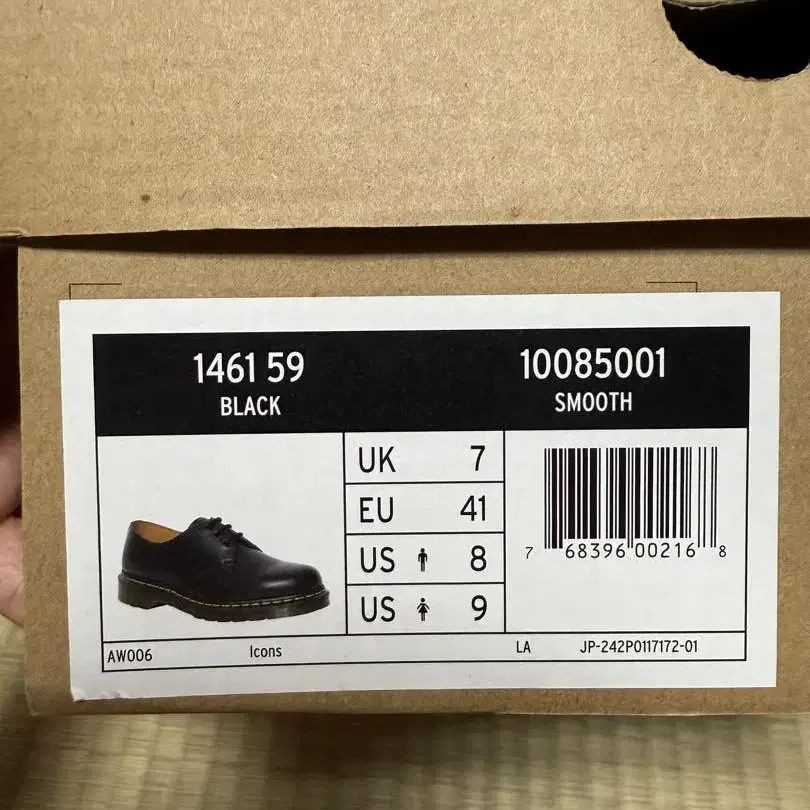 1461 59
BLACK
10085001
SMOOTH
UK 7
EU 41
US 8
US 9
7 68396 00216 8
AW006 Icons LA JP-242P0117172-01